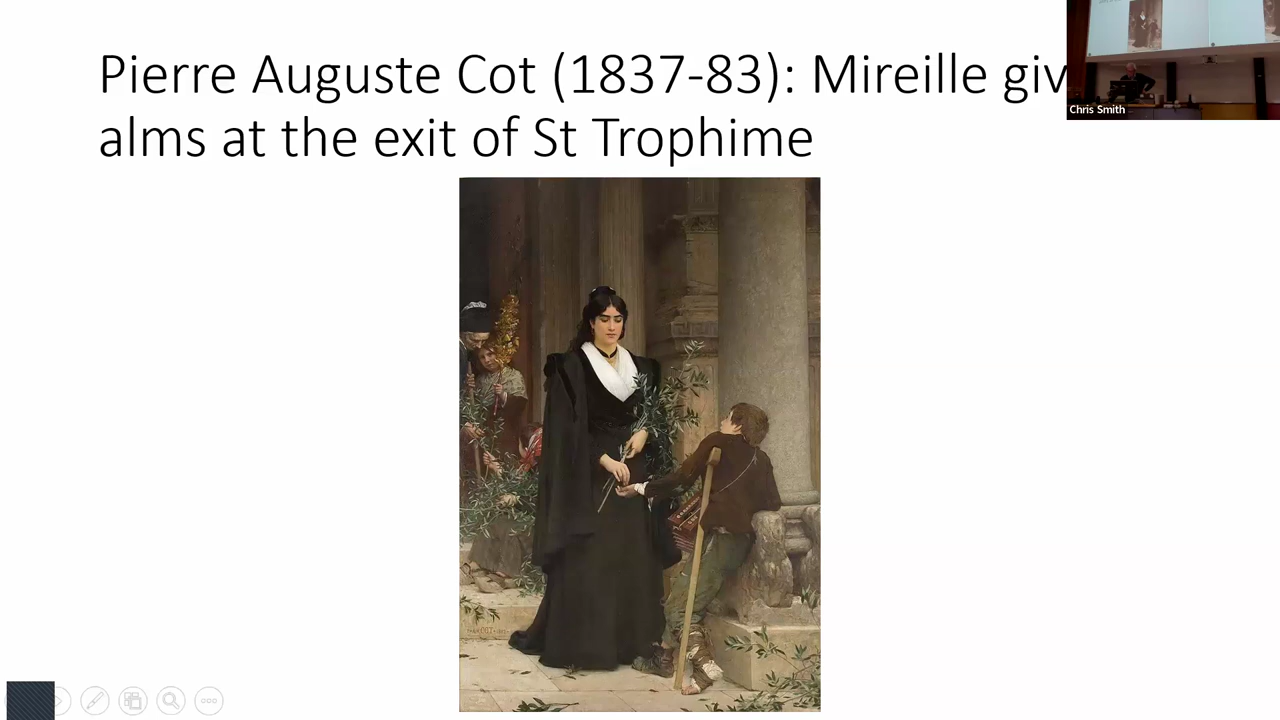 Pierre Auguste Cot (1837-83): Mireille giv
alms at the exit of St Trophime
Chris Smith